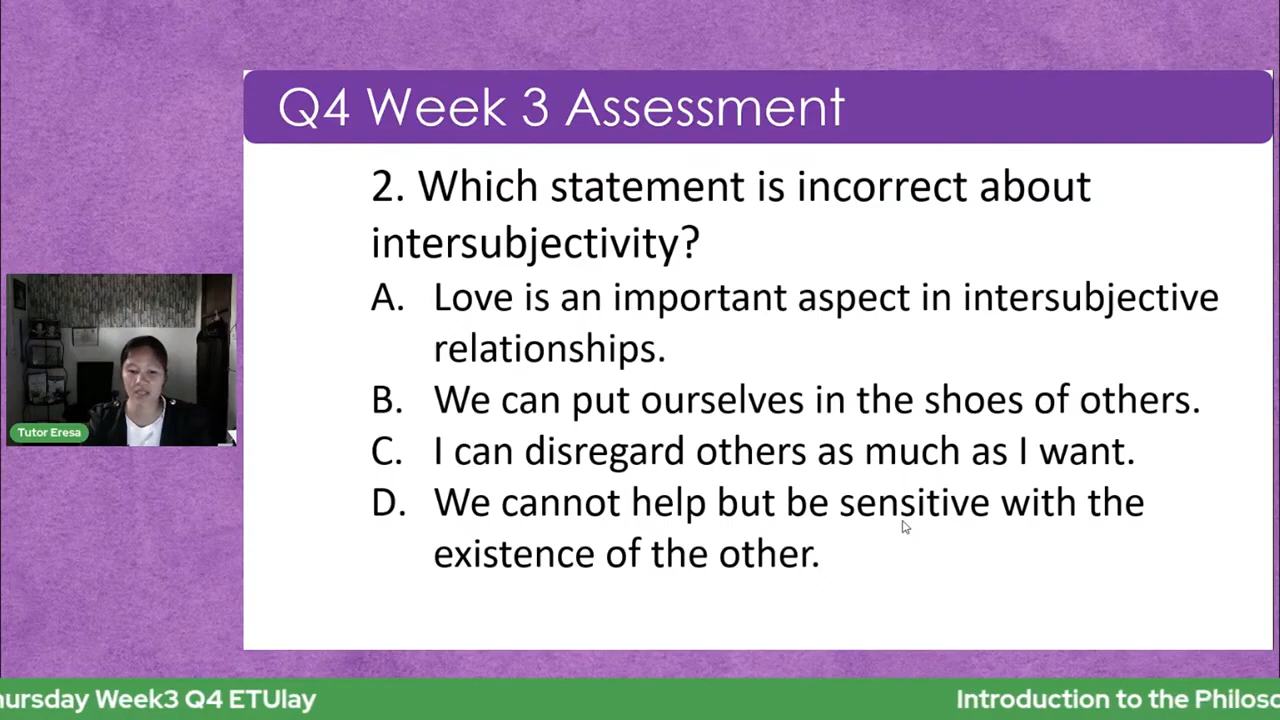 Q4 Week 3 Assessment
2. Which statement is incorrect about
intersubjectivity?
A. Love is an important aspect in intersubjective
relationships.
B. We can put ourselves in the shoes of others.
C. I can disregard others as much as I want.
D. We cannot help but be sensitive with the
existence of the other.
Tutor Eresa
hursday Week3 Q4 ETUlay
Introduction to the Philoso